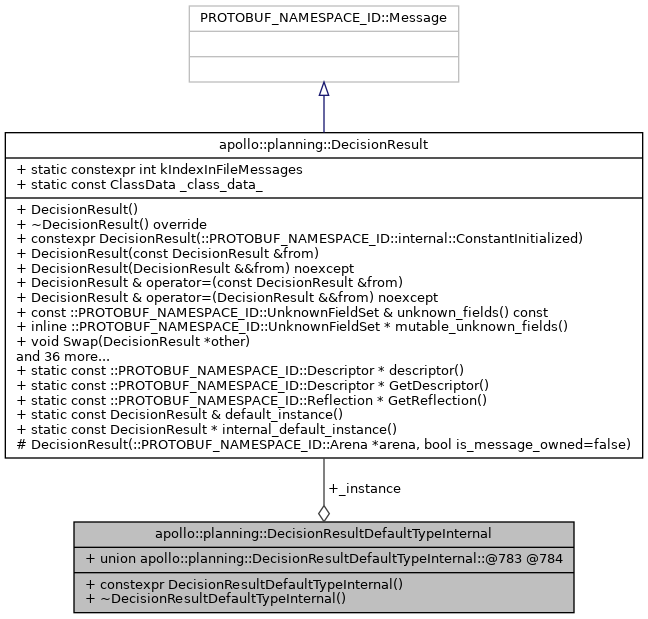 PROTOBUF_NAMESPACE_ID::Message
apollo::planning::DecisionResult
+ static constexpr int kIndexInFileMessages
+ static const ClassData _class_data_
+ DecisionResult()
+ ~DecisionResult() override
+ constexpr DecisionResult(::PROTOBUF_NAMESPACE_ID::internal::ConstantInitialized)
+ DecisionResult(const DecisionResult &from)
+ DecisionResult(DecisionResult &&from) noexcept
+ DecisionResult & operator=(const DecisionResult &from)
+ DecisionResult & operator=(DecisionResult &&from) noexcept
+ const ::PROTOBUF_NAMESPACE_ID::UnknownFieldSet & unknown_fields() const
+ inline ::PROTOBUF_NAMESPACE_ID::UnknownFieldSet * mutable_unknown_fields()
+ void Swap(DecisionResult *other)
and 36 more...
+ static const ::PROTOBUF_NAMESPACE_ID::Descriptor * descriptor()
+ static const ::PROTOBUF_NAMESPACE_ID::Descriptor * GetDescriptor()
+ static const ::PROTOBUF_NAMESPACE_ID::Reflection * GetReflection()
+ static const DecisionResult & default_instance()
+ static const DecisionResult * internal_default_instance()
# DecisionResult(::PROTOBUF_NAMESPACE_ID::Arena *arena, bool is_message_owned=false)
+_instance
apollo::planning::DecisionResultDefaultTypeInternal
+ union apollo::planning::DecisionResultDefaultTypeInternal::@783 @784
+ constexpr DecisionResultDefaultTypeInternal()
+ ~DecisionResultDefaultTypeInternal()